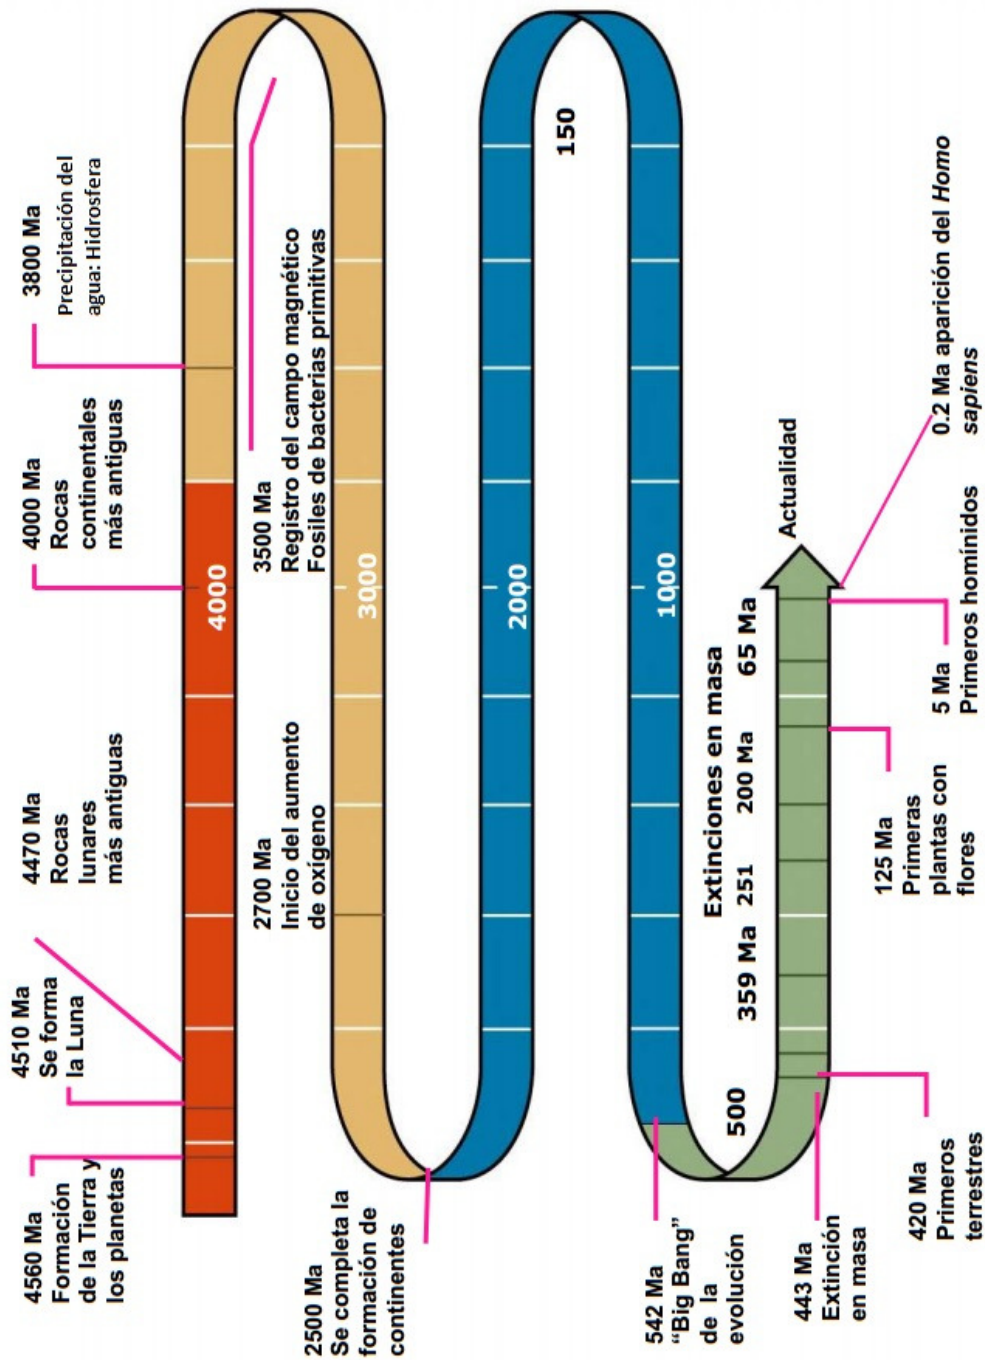 4560 Ma
Formación
de la Tierra y
los planetas
4510 Ma
Se forma
la Luna
4470 Ma
Rocas
lunares
más antiguas
4000 Ma
Rocas
continentales
más antiguas
3800 Ma
Precipitación del
agua: Hidrosfera
4000
3500 Ma
Registro del campo magnético
Fosiles de bacterias primitivas
2700 Ma
Inicio del aumento
de oxígeno
3000
2500 Ma
Se completa la
formación de
continentes
2000
150
1000
542 Ma
“Big Bang”
de la
evolución
500
Extinciones en masa
359 Ma
251
200 Ma
65 Ma
Actualidad
443 Ma
Extinción
en masa
420 Ma
Primeros
terrestres
125 Ma
Primeras
plantas con
flores
5 Ma
Primeros homínidos
0.2 Ma aparición del Homo
sapiens